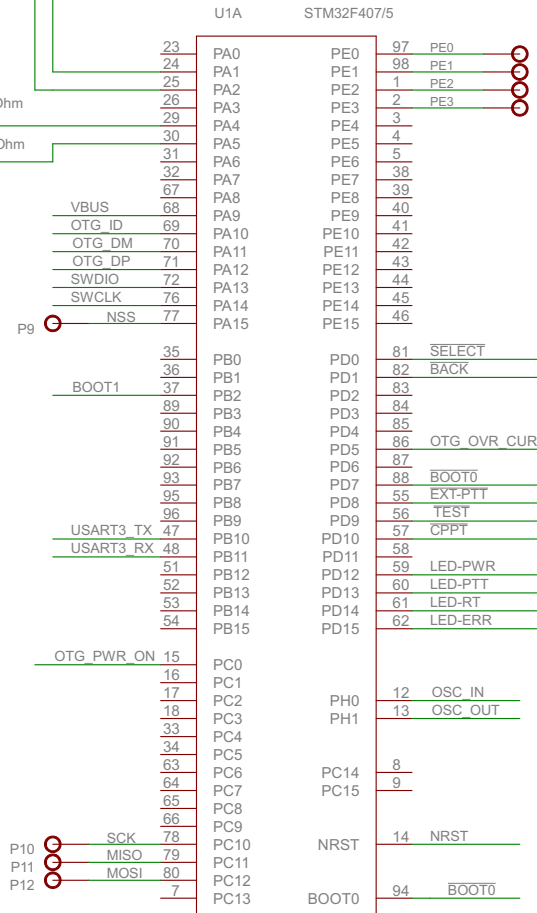 U1A STM32F407/5
23 PA0 PE0 97 PE0
24 PA1 PE1 98 PE1
25 PA2 PE2 1 PE2
Ohm 26 PA3 PE3 2 PE3
29 PA4 PE4 3
Ohm 30 PA5 PE5 4
31 PA6 PE6 5
32 PA7 PE7 38
67 PA8 PE8 39
VBUS 68 PA9 PE9 40
OTG_ID 69 PA10 PE10 41
OTG_DM 70 PA11 PE11 42
OTG_DP 71 PA12 PE12 43
SWDIO 72 PA13 PE13 44
SWCLK 76 PA14 PE14 45
P9 NSS 77 PA15 PE15 46
35 PB0 PD0 81 SELECT
36 PB1 PD1 82 BACK
BOOT1 37 PB2 PD2 83
89 PB3 PD3 84
90 PB4 PD4 85
91 PB5 PD5 86 OTG_OVR_CUR
92 PB6 PD6 87
93 PB7 PD7 88 BOOT0
95 PB8 PD8 55 EXT-PTT
96 PB9 PD9 56 TEST
USART3_TX 47 PB10 PD10 57 CPPT
USART3_RX 48 PB11 PD11 58
51 PB12 PD12 59 LED-PWR
52 PB13 PD13 60 LED-PTT
53 PB14 PD14 61 LED-RT
54 PB15 PD15 62 LED-ERR
OTG_PWR_ON 15 PC0
16 PC1
17 PC2 PH0 12 OSC_IN
18 PC3 PH1 13 OSC_OUT
33 PC4
34 PC5
63 PC6 PC14 8
64 PC7 PC15 9
65 PC8
66 PC9
P10 SCK 78 PC10 NRST 14 NRST
P11 MISO 79 PC11
P12 MOSI 80 PC12
7 PC13 BOOT0 94 BOOT0